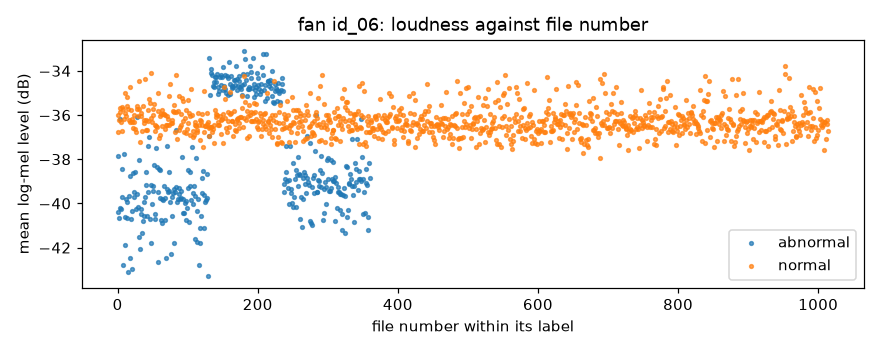 fan id_06: loudness against file number
mean log-mel level (dB)
−34
−36
−38
−40
−42
0
200
400
600
800
1000
file number within its label
abnormal
normal